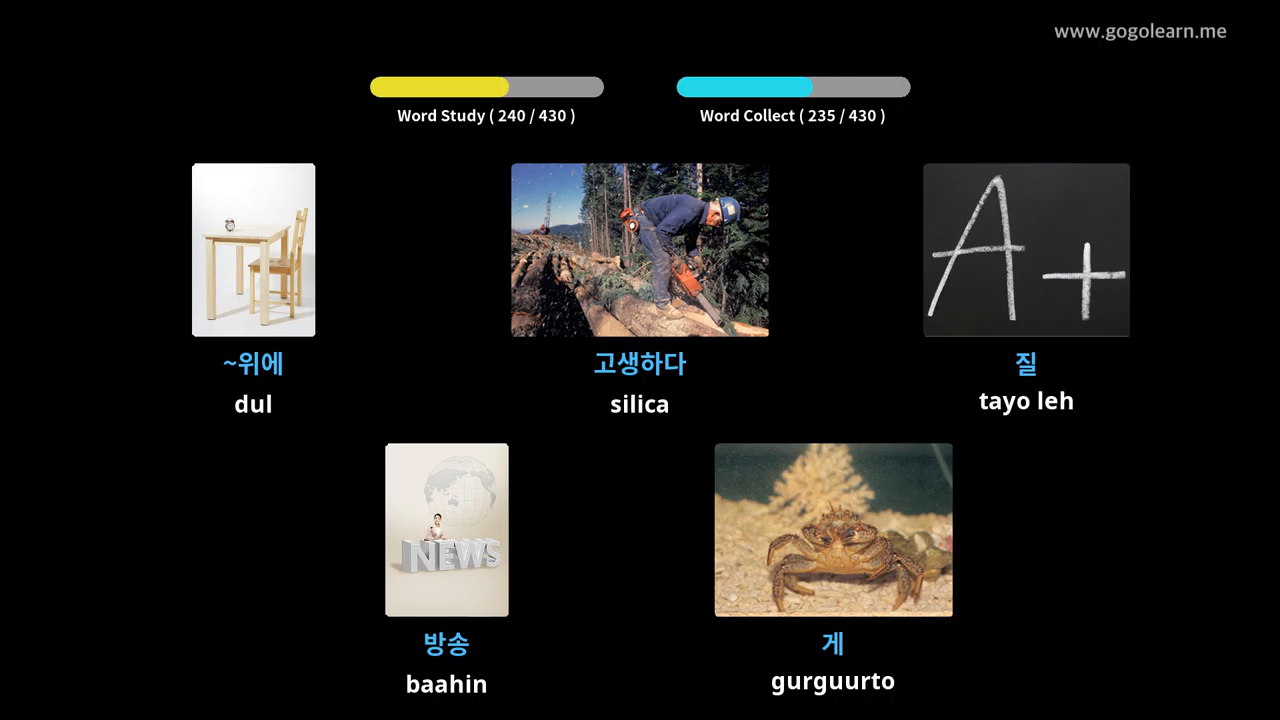 www.gogolearn.me
Word Study ( 240 / 430 )
Word Collect ( 235 / 430 )
A+
~위에
dul
고생하다
silica
질
tayo leh
NEWS
방송
baahin
게
gurguurto